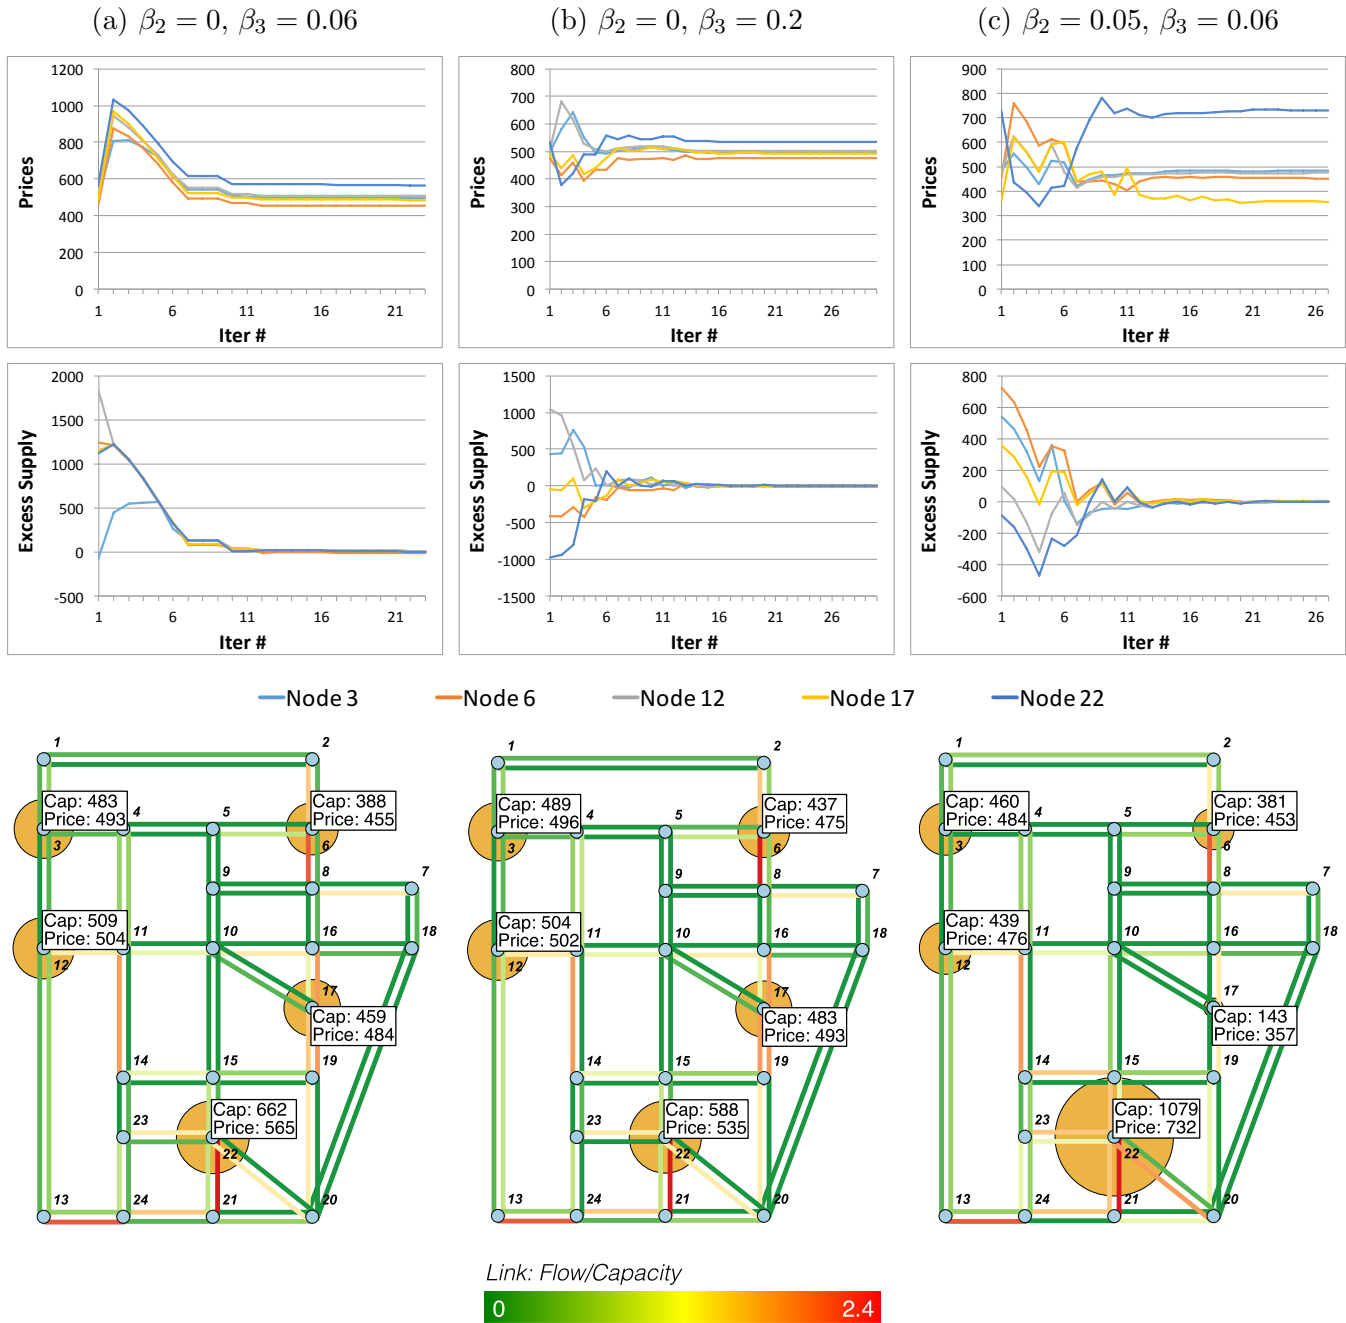 (a) β₂ = 0, β₃ = 0.06
(b) β₂ = 0, β₃ = 0.2
(c) β₂ = 0.05, β₃ = 0.06
Prices
1200
1000
800
600
400
200
0
1 6 11 16 21
Iter #
Prices
800
700
600
500
400
300
200
100
0
1 6 11 16 21 26
Iter #
Prices
900
800
700
600
500
400
300
200
100
0
1 6 11 16 21 26
Iter #
Excess Supply
2000
1500
1000
500
0
-500
1 6 11 16 21
Iter #
Excess Supply
1500
1000
500
0
-500
-1000
-1500
1 6 11 16 21 26
Iter #
Excess Supply
800
600
400
200
0
-200
-400
-600
1 6 11 16 21 26
Iter #
Node 3 Node 6 Node 12 Node 17 Node 22
1 2
Cap: 483
Price: 493
3 4 5
Cap: 388
Price: 455
6
9 8 7
Cap: 509
Price: 504
12 11 10 16 18
17
Cap: 459
Price: 484
14 15 19
23
Cap: 662
Price: 565
22
13 24 21 20
1 2
Cap: 489
Price: 496
3 4 5
Cap: 437
Price: 475
6
9 8 7
Cap: 504
Price: 502
12 11 10 16 18
17
Cap: 483
Price: 493
14 15 19
23
Cap: 588
Price: 535
22
13 24 21 20
1 2
Cap: 460
Price: 484
3 4 5
Cap: 381
Price: 453
6
9 8 7
Cap: 439
Price: 476
12 11 10 16 18
17
Cap: 143
Price: 357
14 15 19
23
Cap: 1079
Price: 732
22
13 24 21 20
Link: Flow/Capacity
0 2.4